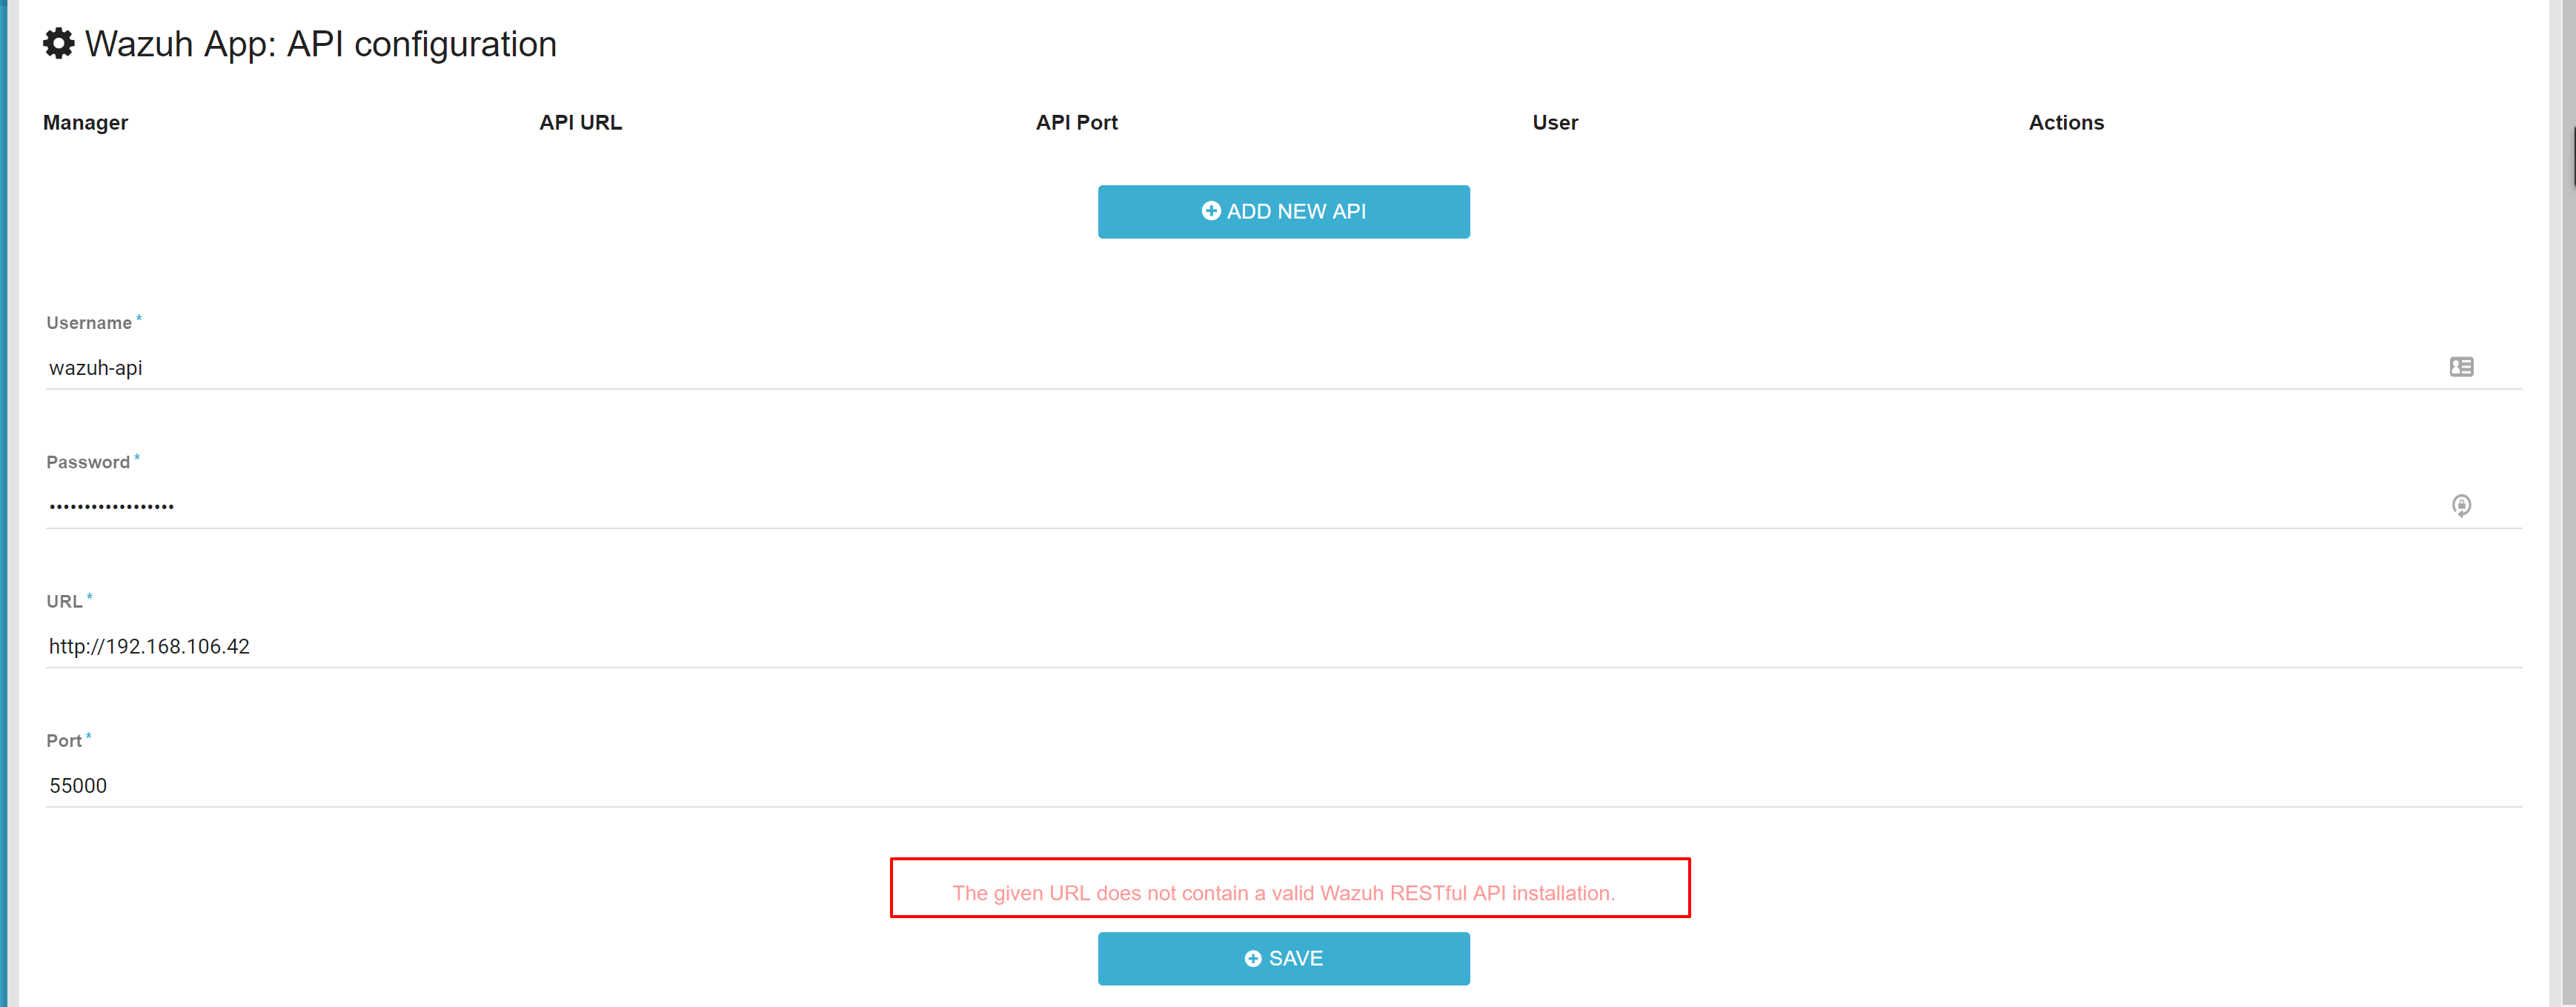 Wazuh App: API configuration
Manager API URL API Port User Actions
ADD NEW API
Username *
wazuh-api
Password *
••••••••••••••••••
URL *
http://192.168.106.42
Port *
55000
The given URL does not contain a valid Wazuh RESTful API installation.
SAVE